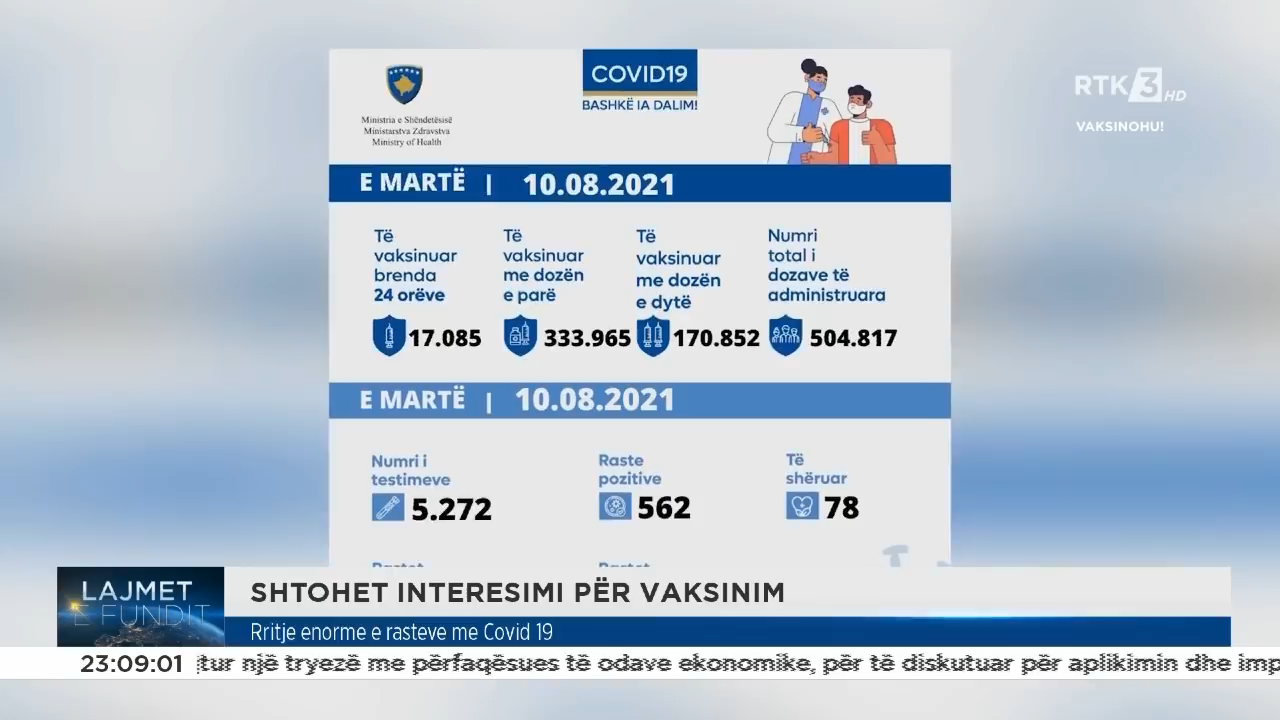 COVID19
BASHKË IA DALIM!
Ministria e Shëndetësisë
Ministarstva Zdravstva
Ministry of Health
RTK 3 HD
VAKSINOHU!
E MARTË | 10.08.2021
Të vaksinuar brenda 24 orëve
17.085
Të vaksinuar me dozën e parë
333.965
Të vaksinuar me dozën e dytë
170.852
Numri total i dozave të administruara
504.817
E MARTË | 10.08.2021
Numri i testimeve
5.272
Raste pozitive
562
Të shëruar
78
LAJMET
E FUNDIT
SHTOHET INTERESIMI PËR VAKSINIM
Rritje enorme e rasteve me Covid 19
23:09:01 një tryezë me përfaqësues të odave ekonomike, për të diskutuar për aplikimin dhe